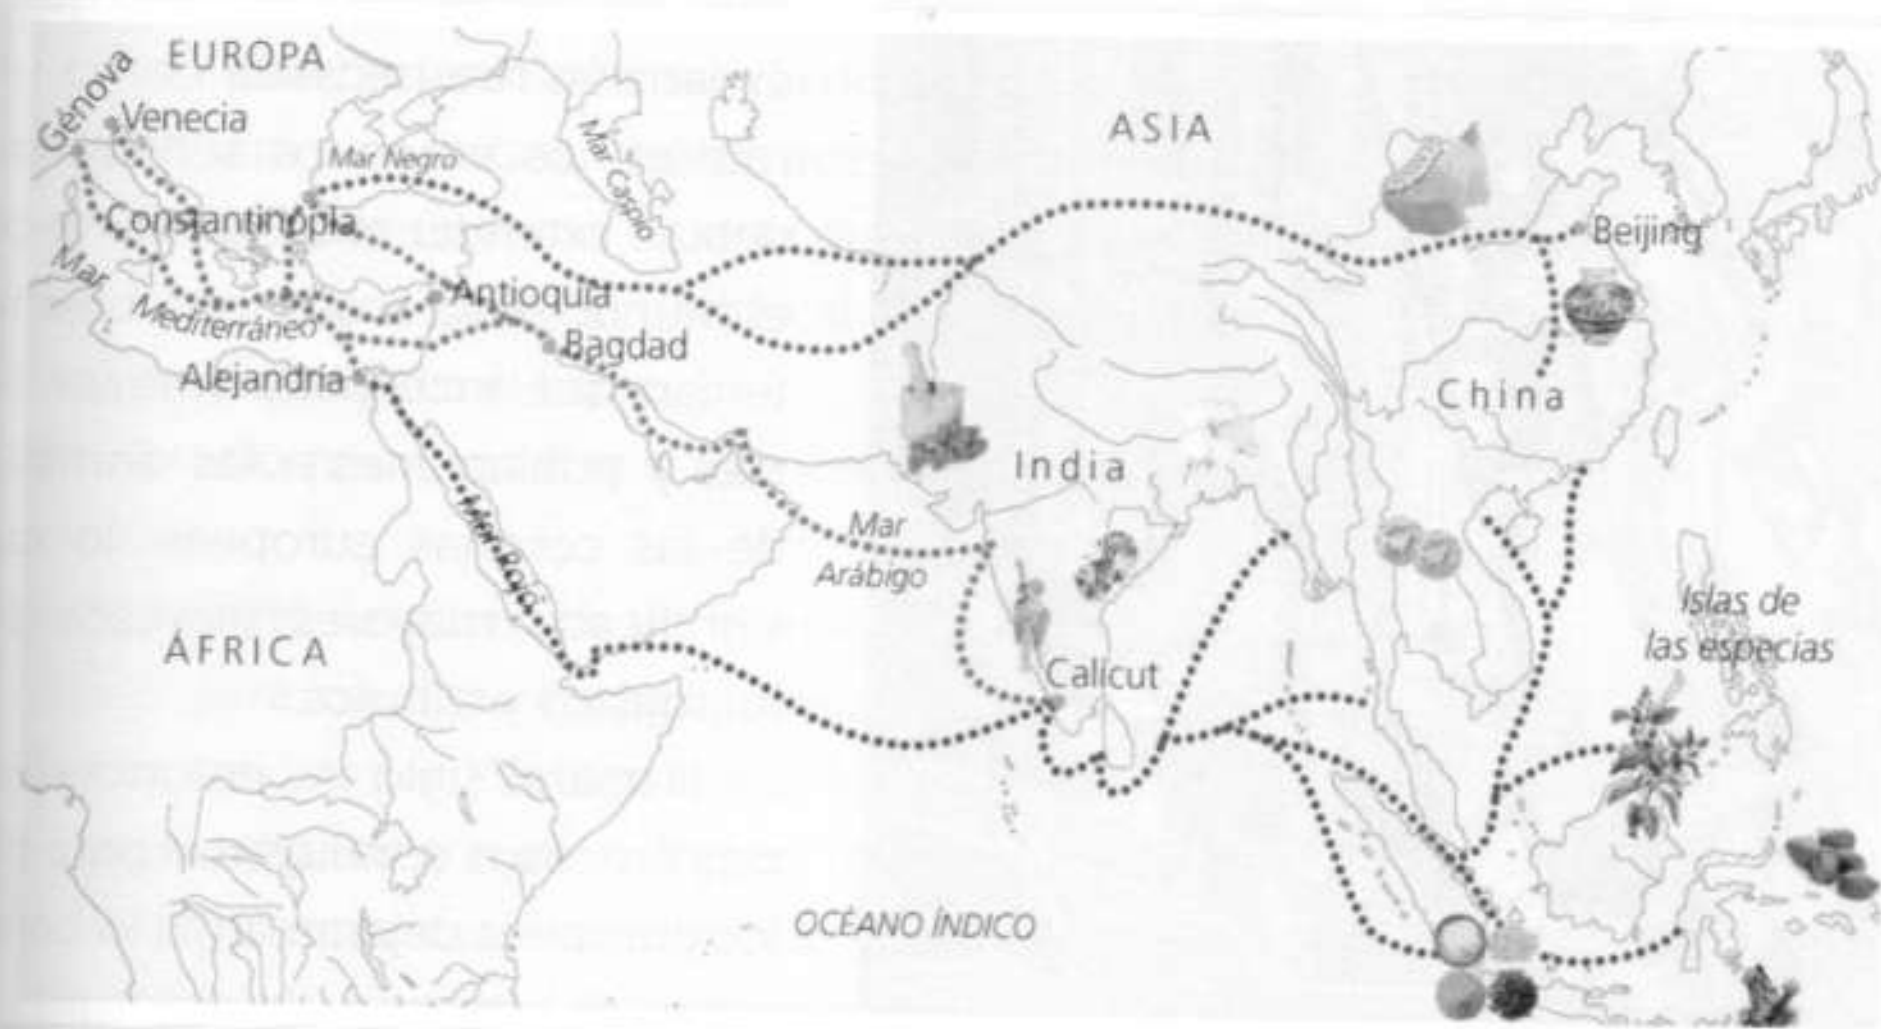 EUROPA
Génova
Venecia
Mar Negro
Mar Caspio
ASIA
Constantinopla
Beijing
Mar
Mediterráneo
Antioquía
Bagdad
Alejandría
China
India
Mar
Arábigo
Mar Rojo
Islas de
las especias
ÁFRICA
Calicut
OCÉANO ÍNDICO